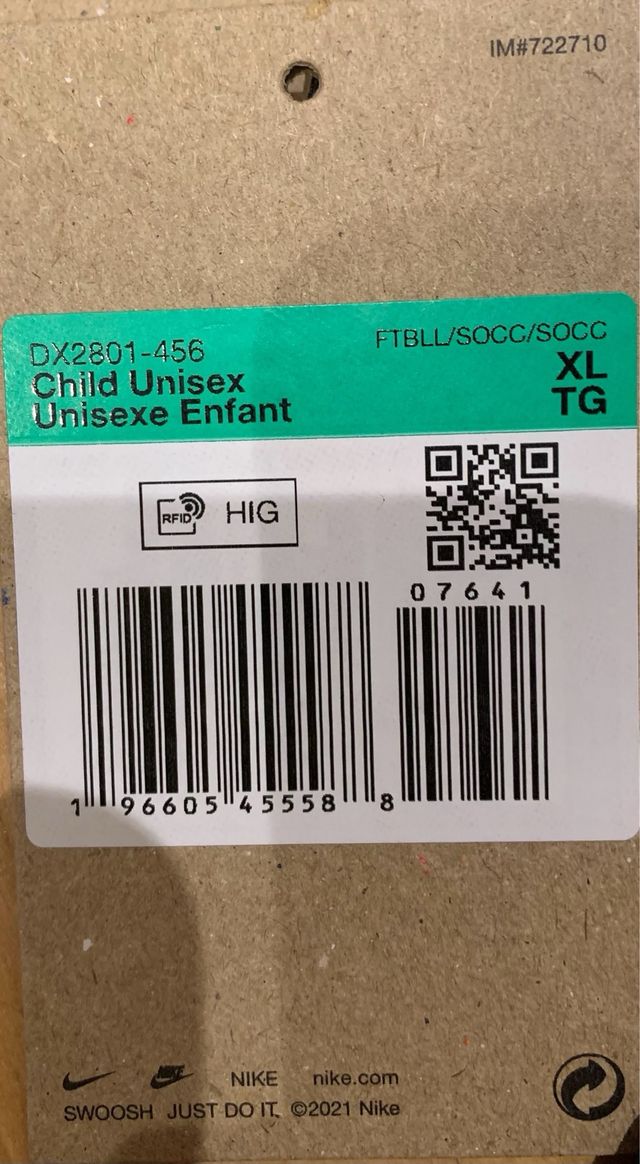 IM#722710
DX2801-456
FTBLL/SOCC/SOCC
Child Unisex
XL
Unisexe Enfant
TG
RFID HIG
07641
1 96605 45558 8
NIKE nike.com
SWOOSH JUST DO IT. ©2021 Nike